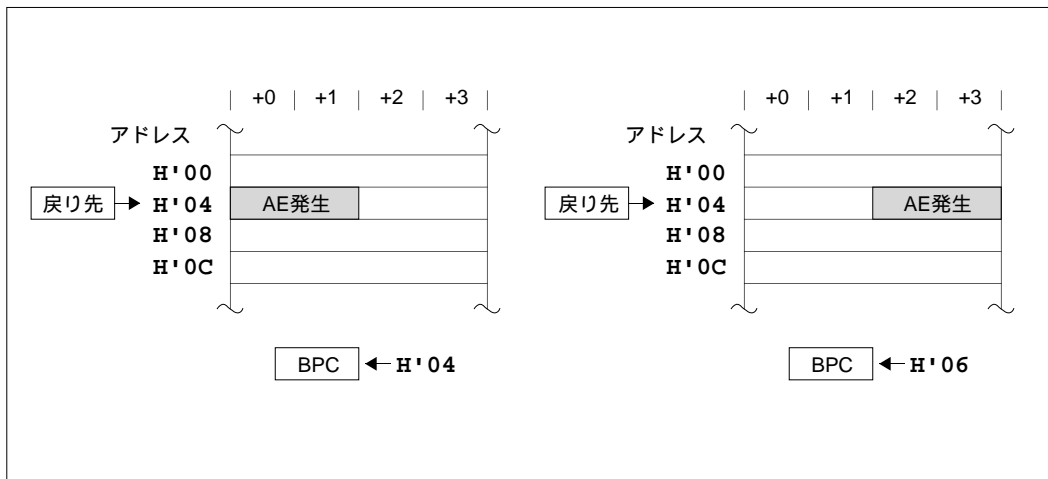 +0 +1 +2 +3
アドレス
H'00
戻り先 H'04 AE発生
H'08
H'0C
BPC H'04
+0 +1 +2 +3
アドレス
H'00
戻り先 H'04 AE発生
H'08
H'0C
BPC H'06